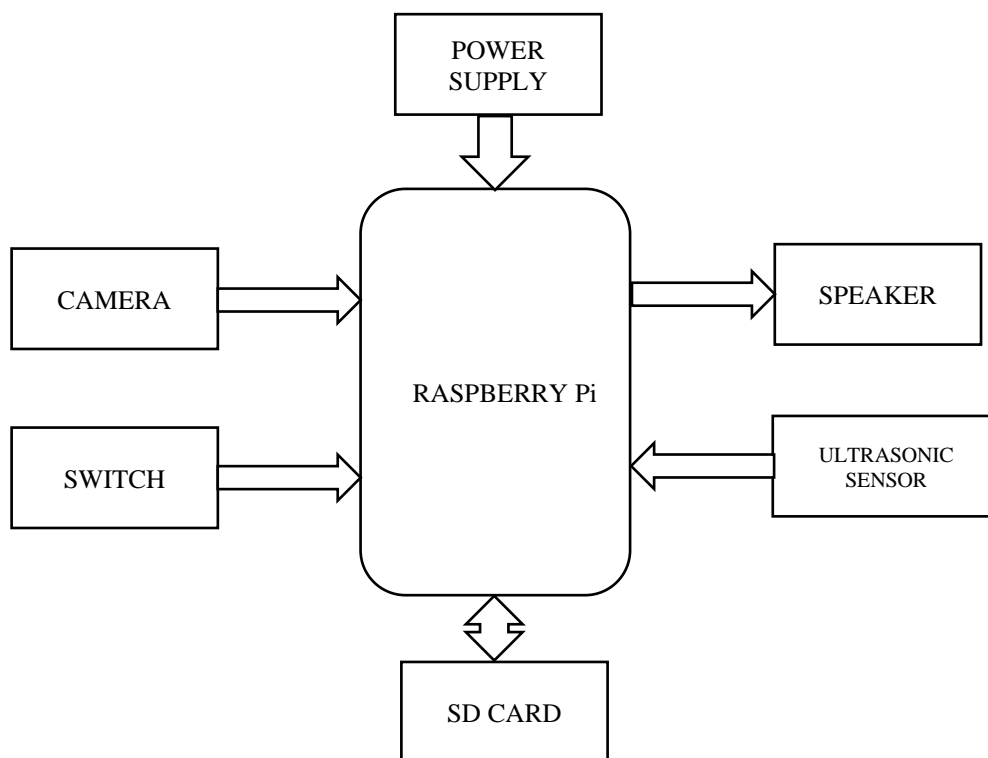 POWER
SUPPLY
CAMERA
SPEAKER
RASPBERRY Pi
SWITCH
ULTRASONIC
SENSOR
SD CARD